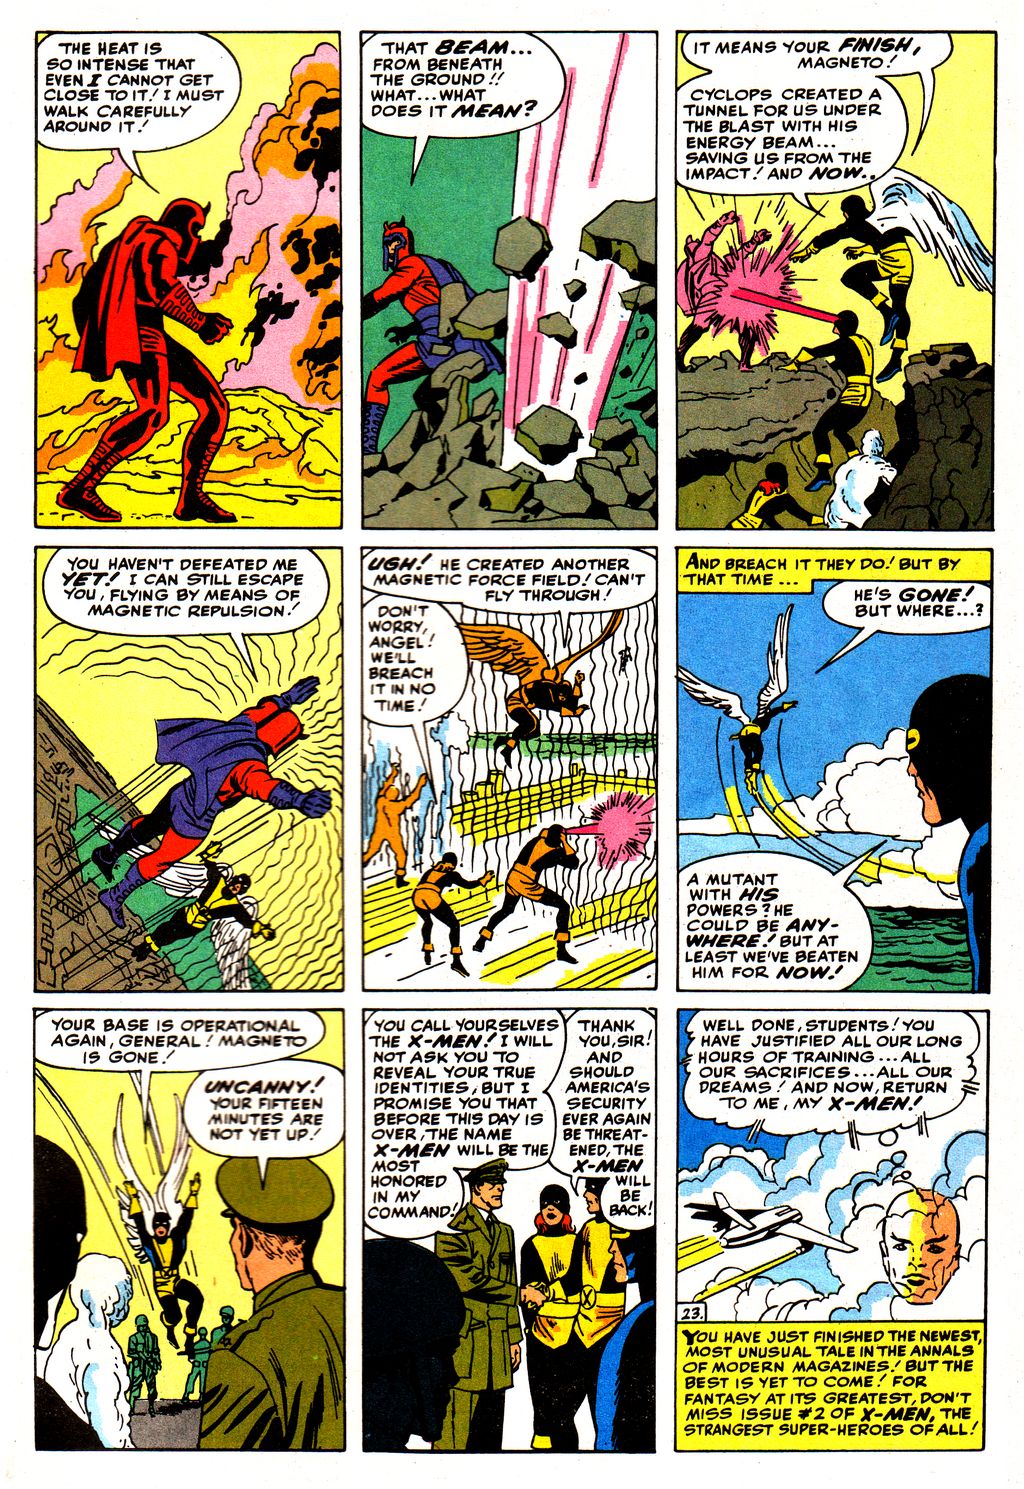 THE HEAT IS
SO INTENSE THAT
EVEN I CANNOT GET
CLOSE TO IT! I MUST
WALK CAREFULLY
AROUND IT!
THAT BEAM...
FROM BENEATH
THE GROUND!!
WHAT...WHAT
DOES IT MEAN?
IT MEANS YOUR FINISH,
MAGNETO!
CYCLOPS CREATED A
TUNNEL FOR US UNDER
THE BLAST WITH HIS
ENERGY BEAM...
SAVING US FROM THE
IMPACT! AND NOW..
YOU HAVEN'T DEFEATED ME
YET! I CAN STILL ESCAPE
YOU, FLYING BY MEANS OF
MAGNETIC REPULSION!
UGH! HE CREATED ANOTHER
MAGNETIC FORCE FIELD! CAN'T
FLY THROUGH!
DON'T
WORRY,
ANGEL!
WE'LL
BREACH
IT IN NO
TIME!
AND BREACH IT THEY DO! BUT BY
THAT TIME ...
HE'S GONE!
BUT WHERE...?
A MUTANT
WITH HIS
POWERS? HE
COULD BE ANY-
WHERE! BUT AT
LEAST WE'VE BEATEN
HIM FOR NOW!
YOUR BASE IS OPERATIONAL
AGAIN, GENERAL! MAGNETO
IS GONE!
UNCANNY!
YOUR FIFTEEN
MINUTES ARE
NOT YET UP!
YOU CALL YOURSELVES
THE X-MEN! I WILL
NOT ASK YOU TO
REVEAL YOUR TRUE
IDENTITIES, BUT I
PROMISE YOU THAT
BEFORE THIS DAY IS
OVER, THE NAME
X-MEN WILL BE THE
MOST
HONORED
IN MY
COMMAND!
THANK
YOU, SIR!
AND
SHOULD
AMERICA'S
SECURITY
EVER AGAIN
BE THREAT-
ENED, THE
X-MEN
WILL
BE
BACK!
WELL DONE, STUDENTS! YOU
HAVE JUSTIFIED ALL OUR LONG
HOURS OF TRAINING...ALL
OUR SACRIFICES...ALL OUR
DREAMS! AND NOW, RETURN
TO ME, MY X-MEN!
23.
YOU HAVE JUST FINISHED THE NEWEST,
MOST UNUSUAL TALE IN THE ANNALS
OF MODERN MAGAZINES! BUT THE
BEST IS YET TO COME! FOR
FANTASY AT ITS GREATEST, DON'T
MISS ISSUE #2 OF X-MEN, THE
STRANGEST SUPER-HEROES OF ALL!